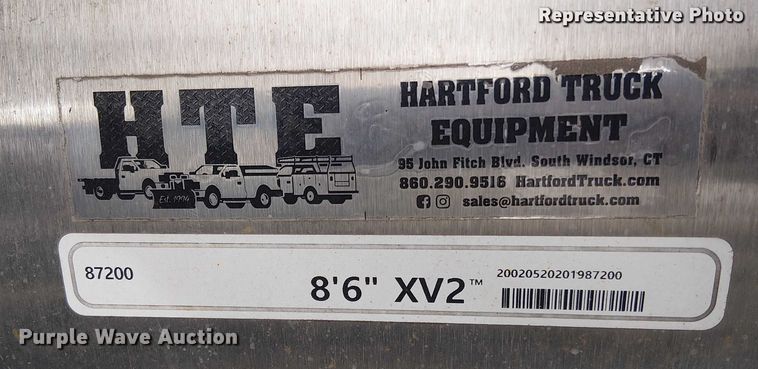 Representative Photo
HTE
Est. 1994
HARTFORD TRUCK
EQUIPMENT
95 John Fitch Blvd. South Windsor, CT
860.290.9516 HartfordTruck.com
sales@hartfordtruck.com
87200
8'6" XV2™
20020520201987200
Purple Wave Auction